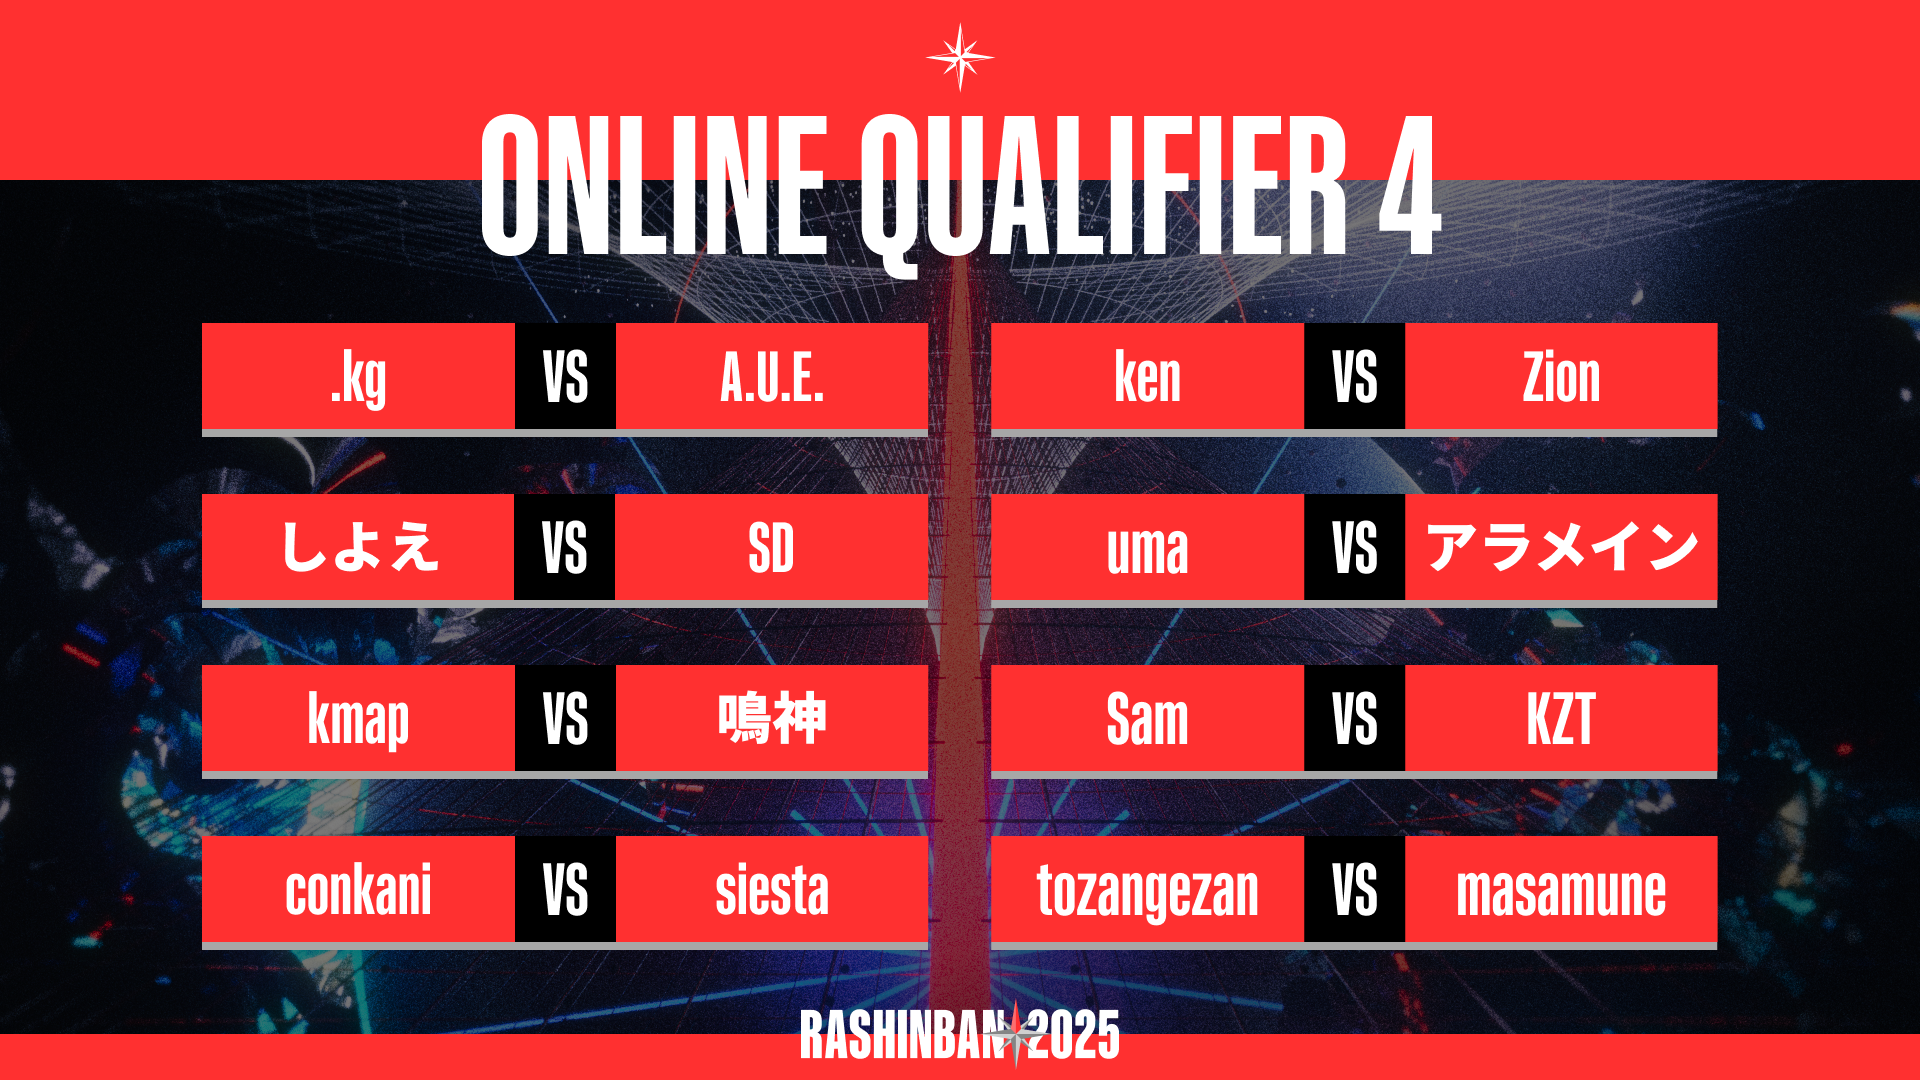 ONLINE QUALIFIER 4
.kg VS A.U.E.
ken VS Zion
しよえ VS SD
uma VS アラメイン
kmap VS 鳴神
Sam VS KZT
conkani VS siesta
tozangezan VS masamune
RASHINBAN 2025